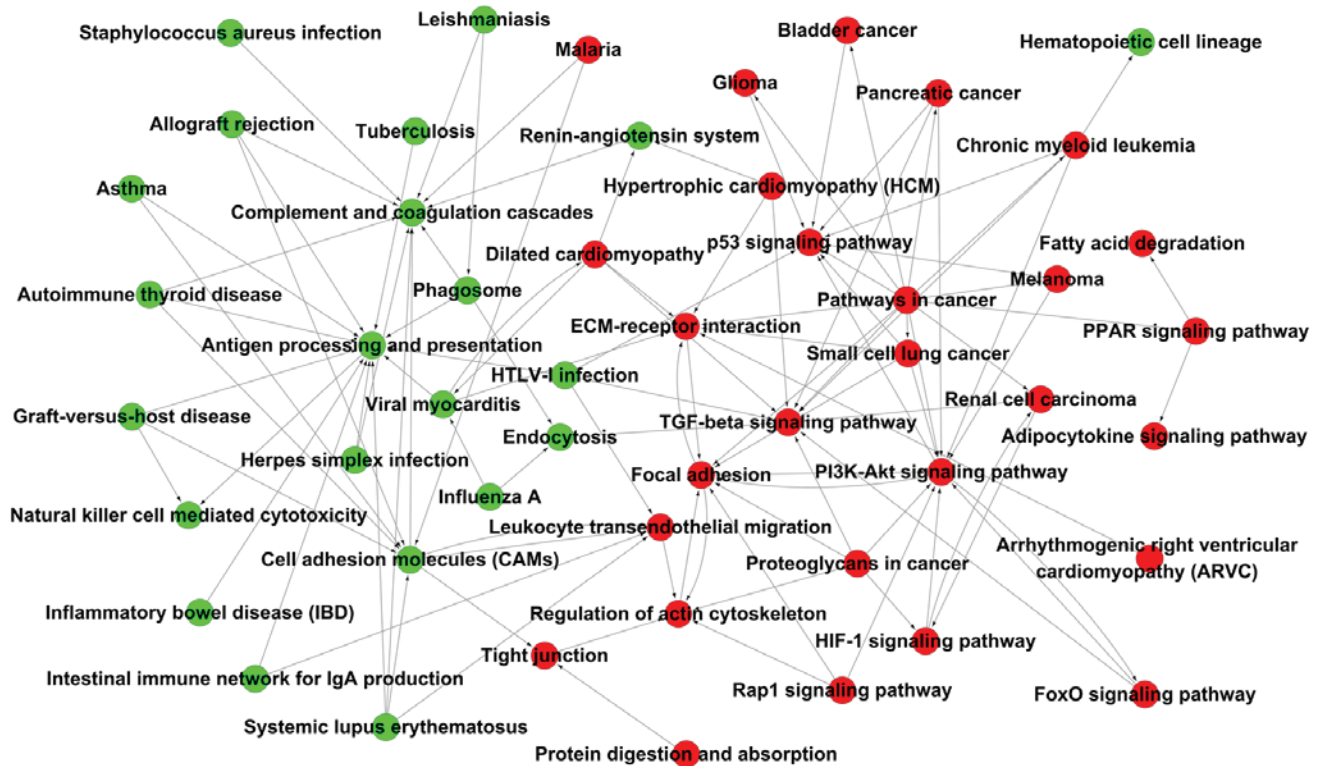 Staphylococcus aureus infection
Leishmaniasis
Malaria
Bladder cancer
Hematopoietic cell lineage
Glioma
Pancreatic cancer
Allograft rejection
Tuberculosis
Renin-angiotensin system
Chronic myeloid leukemia
Asthma
Hypertrophic cardiomyopathy (HCM)
Complement and coagulation cascades
p53 signaling pathway
Fatty acid degradation
Dilated cardiomyopathy
Melanoma
Autoimmune thyroid disease
Phagosome
Pathways in cancer
ECM-receptor interaction
PPAR signaling pathway
Antigen processing and presentation
Small cell lung cancer
HTLV-I infection
Viral myocarditis
Renal cell carcinoma
Graft-versus-host disease
TGF-beta signaling pathway
Endocytosis
Adipocytokine signaling pathway
Herpes simplex infection
Focal adhesion
PI3K-Akt signaling pathway
Influenza A
Natural killer cell mediated cytotoxicity
Leukocyte transendothelial migration
Arrhythmogenic right ventricular
cardiomyopathy (ARVC)
Cell adhesion molecules (CAMs)
Proteoglycans in cancer
Inflammatory bowel disease (IBD)
Regulation of actin cytoskeleton
HIF-1 signaling pathway
Tight junction
Intestinal immune network for IgA production
Rap1 signaling pathway
FoxO signaling pathway
Systemic lupus erythematosus
Protein digestion and absorption